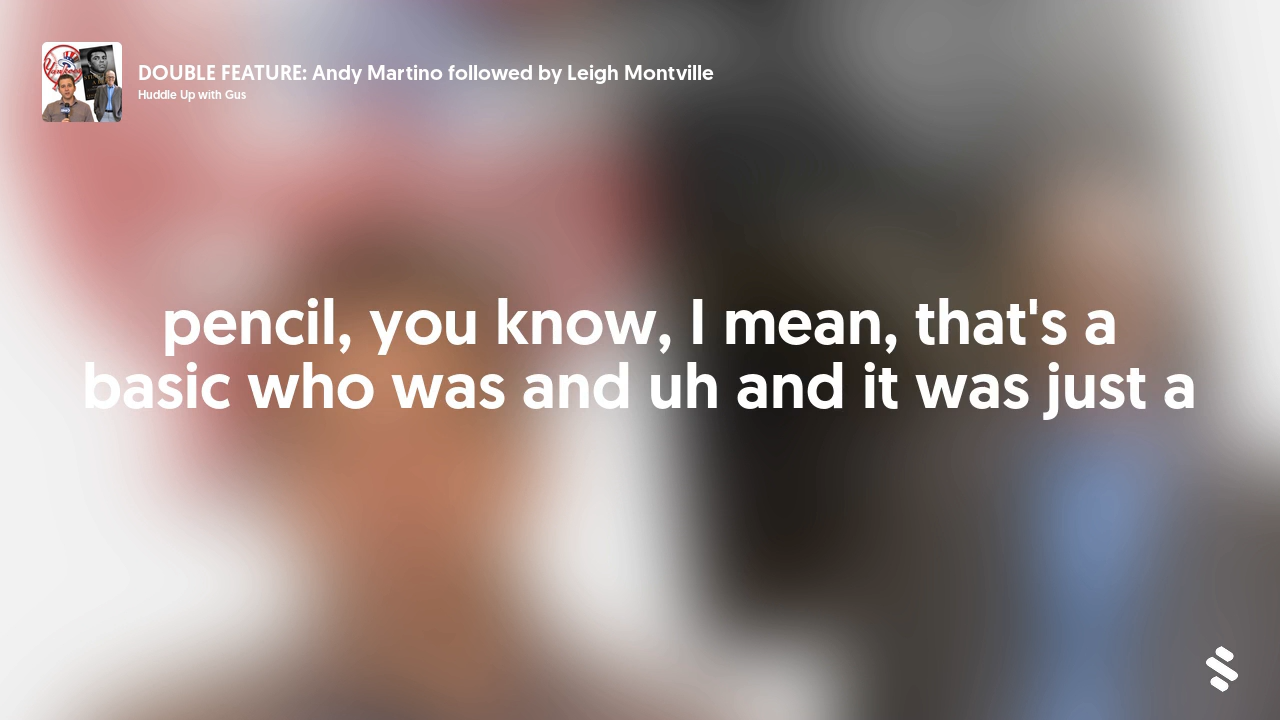 DOUBLE FEATURE: Andy Martino followed by Leigh Montville
Huddle Up with Gus
pencil, you know, I mean, that's a
basic who was and uh and it was just a